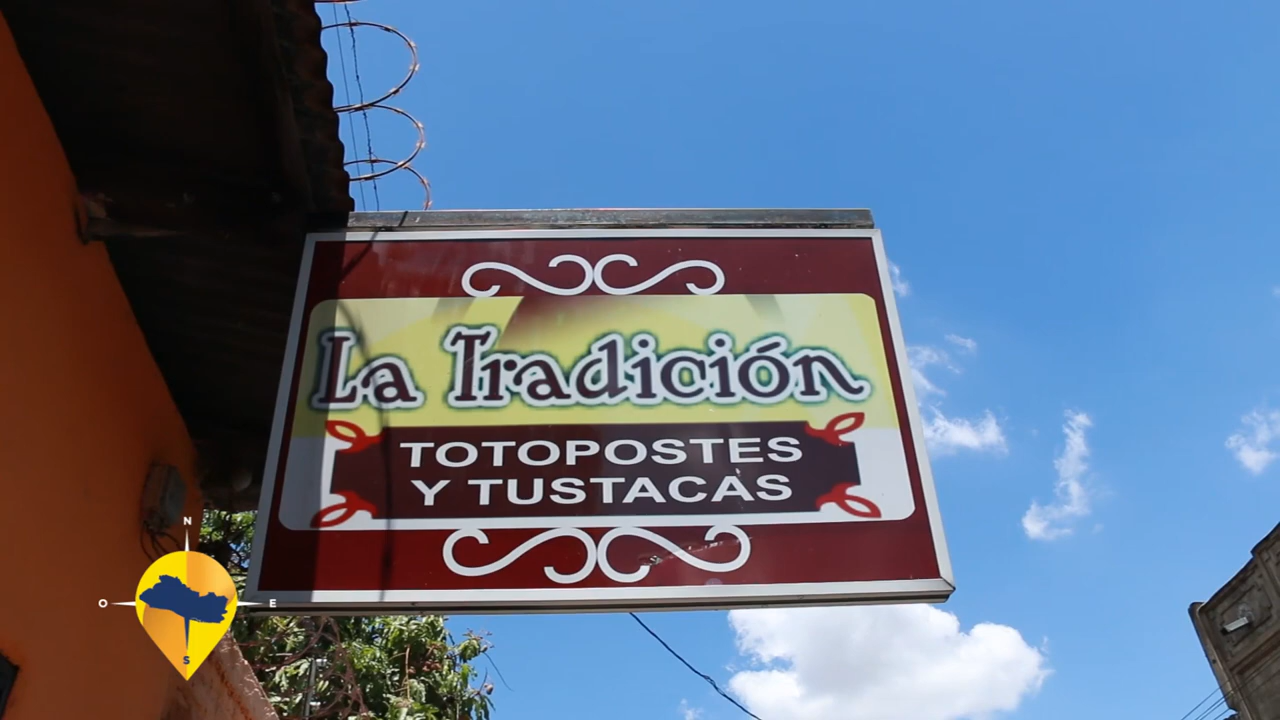 La Tradición
TOTOPOSTES
Y TUSTACAS
N
O E
S